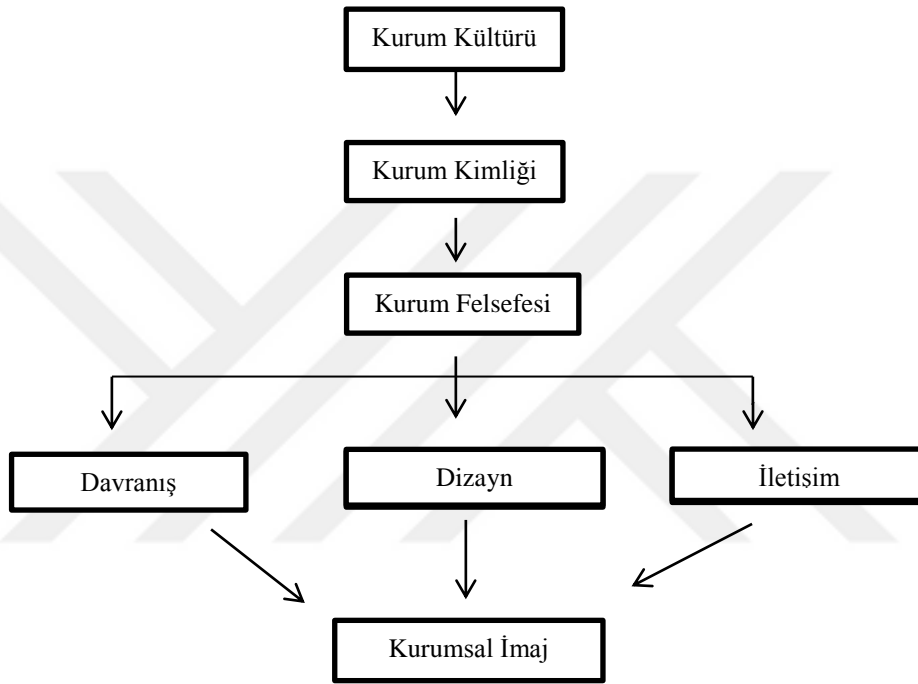 Kurum Kültürü
Kurum Kimliği
Kurum Felsefesi
Davranış
Dizayn
İletişim
Kurumsal İmaj